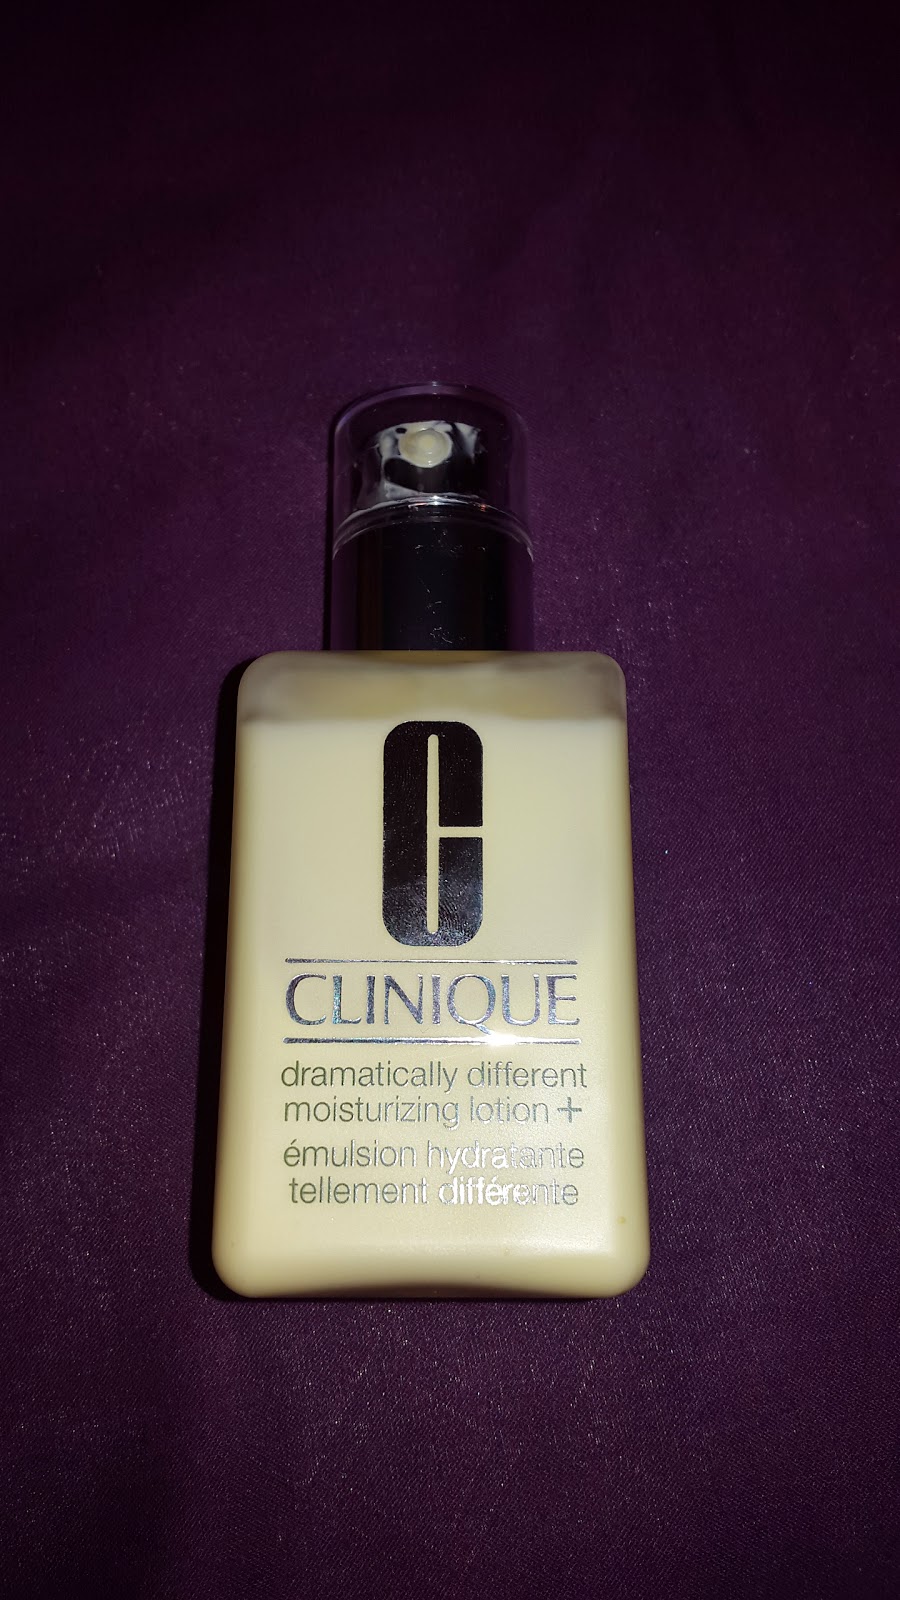 C
CLINIQUE
dramatically different
moisturizing lotion +
émulsion hydratante
tellement différente